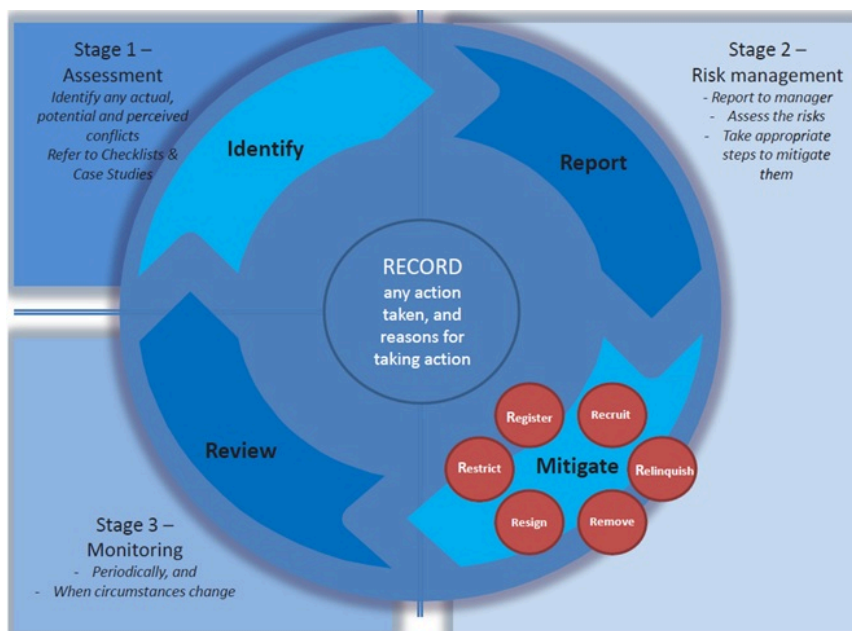 Stage 1 –
Assessment
Identify any actual,
potential and perceived
conflicts
Refer to Checklists &
Case Studies
Identify
Stage 2 –
Risk management
- Report to manager
- Assess the risks
- Take appropriate
steps to mitigate
them
Report
RECORD
any action
taken, and
reasons for
taking action
Register
Recruit
Restrict
Mitigate
Relinquish
Resign
Remove
Review
Stage 3 –
Monitoring
- Periodically, and
- When circumstances change